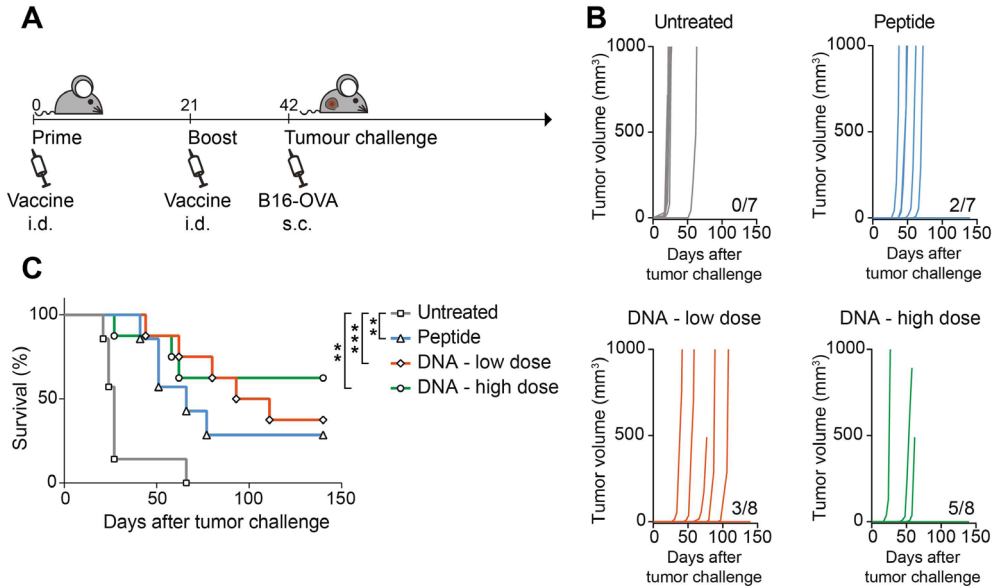 A
0
21
42
Prime
Boost
Tumour challenge
Vaccine
i.d.
Vaccine
i.d.
B16-OVA
s.c.
B
Untreated
Tumor volume (mm³)
1000
500
0
0/7
0
50
100
150
Days after
tumor challenge
Peptide
Tumor volume (mm³)
1000
500
0
2/7
0
50
100
150
Days after
tumor challenge
DNA - low dose
Tumor volume (mm³)
1000
500
0
3/8
0
50
100
150
Days after
tumor challenge
DNA - high dose
Tumor volume (mm³)
1000
500
0
5/8
0
50
100
150
Days after
tumor challenge
C
Survival (%)
100
50
0
0
50
100
150
Days after tumor challenge
**
***
**
Untreated
Peptide
DNA - low dose
DNA - high dose